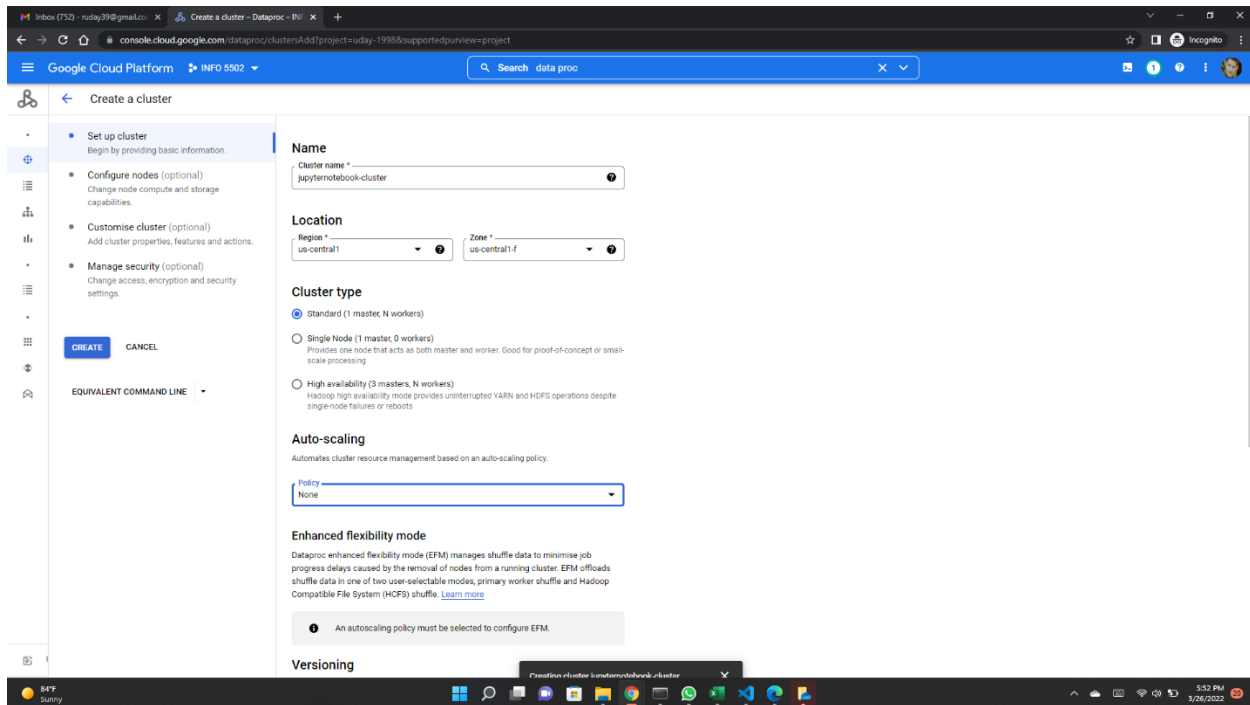 Inbox (752) - ruday39@gmail.co
Create a cluster – Dataproc – INF
console.cloud.google.com/dataproc/clustersAdd?project=uday-1998&supportedpurview=project
Incognito
Google Cloud Platform
INFO 5502
Search data proc
1
Create a cluster
Set up cluster
Begin by providing basic information.
Configure nodes (optional)
Change node compute and storage
capabilities.
Customise cluster (optional)
Add cluster properties, features and actions.
Manage security (optional)
Change access, encryption and security
settings.
CREATE
CANCEL
EQUIVALENT COMMAND LINE
Name
Cluster name *
jupyternotebook-cluster
Location
Region *
us-central1
Zone *
us-central1-f
Cluster type
Standard (1 master, N workers)
Single Node (1 master, 0 workers)
Provides one node that acts as both master and worker. Good for proof-of-concept or small-
scale processing
High availability (3 masters, N workers)
Hadoop high availability mode provides uninterrupted YARN and HDFS operations despite
single-node failures or reboots
Auto-scaling
Automates cluster resource management based on an auto-scaling policy.
Policy
None
Enhanced flexibility mode
Dataproc enhanced flexibility mode (EFM) manages shuffle data to minimise job
progress delays caused by the removal of nodes from a running cluster. EFM offloads
shuffle data in one of two user-selectable modes, primary worker shuffle and Hadoop
Compatible File System (HCFS) shuffle. Learn more
An autoscaling policy must be selected to configure EFM.
Versioning
Creating cluster jupyternotebook-cluster
84°F
Sunny
5:52 PM
3/26/2022
20